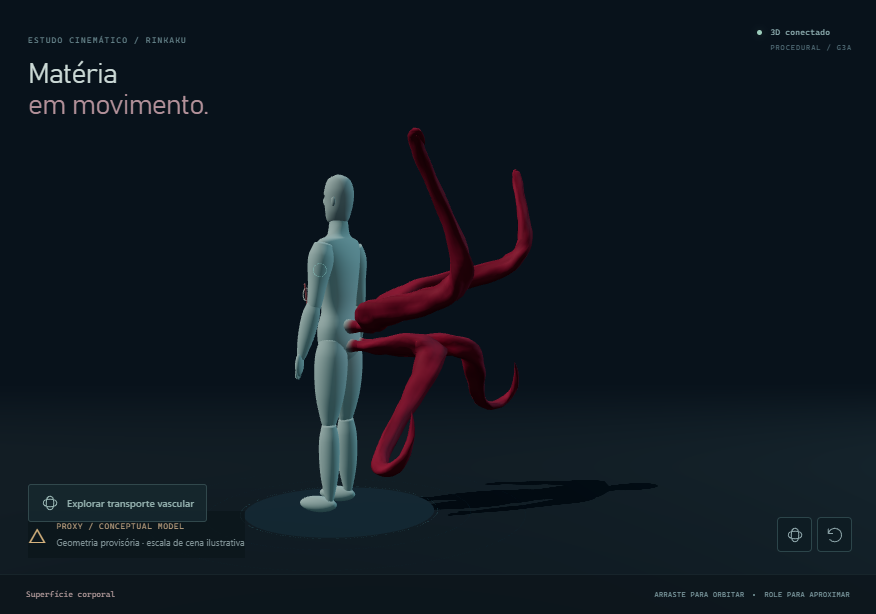 ESTUDO CINEMÁTICO / RINKAKU
Matéria
em movimento.
3D conectado
PROCEDURAL / G3A
Explorar transporte vascular
PROXY / CONCEPTUAL MODEL
Geometria provisória · escala de cena ilustrativa
Superfície corporal
ARRASTE PARA ORBITAR • ROLE PARA APROXIMAR